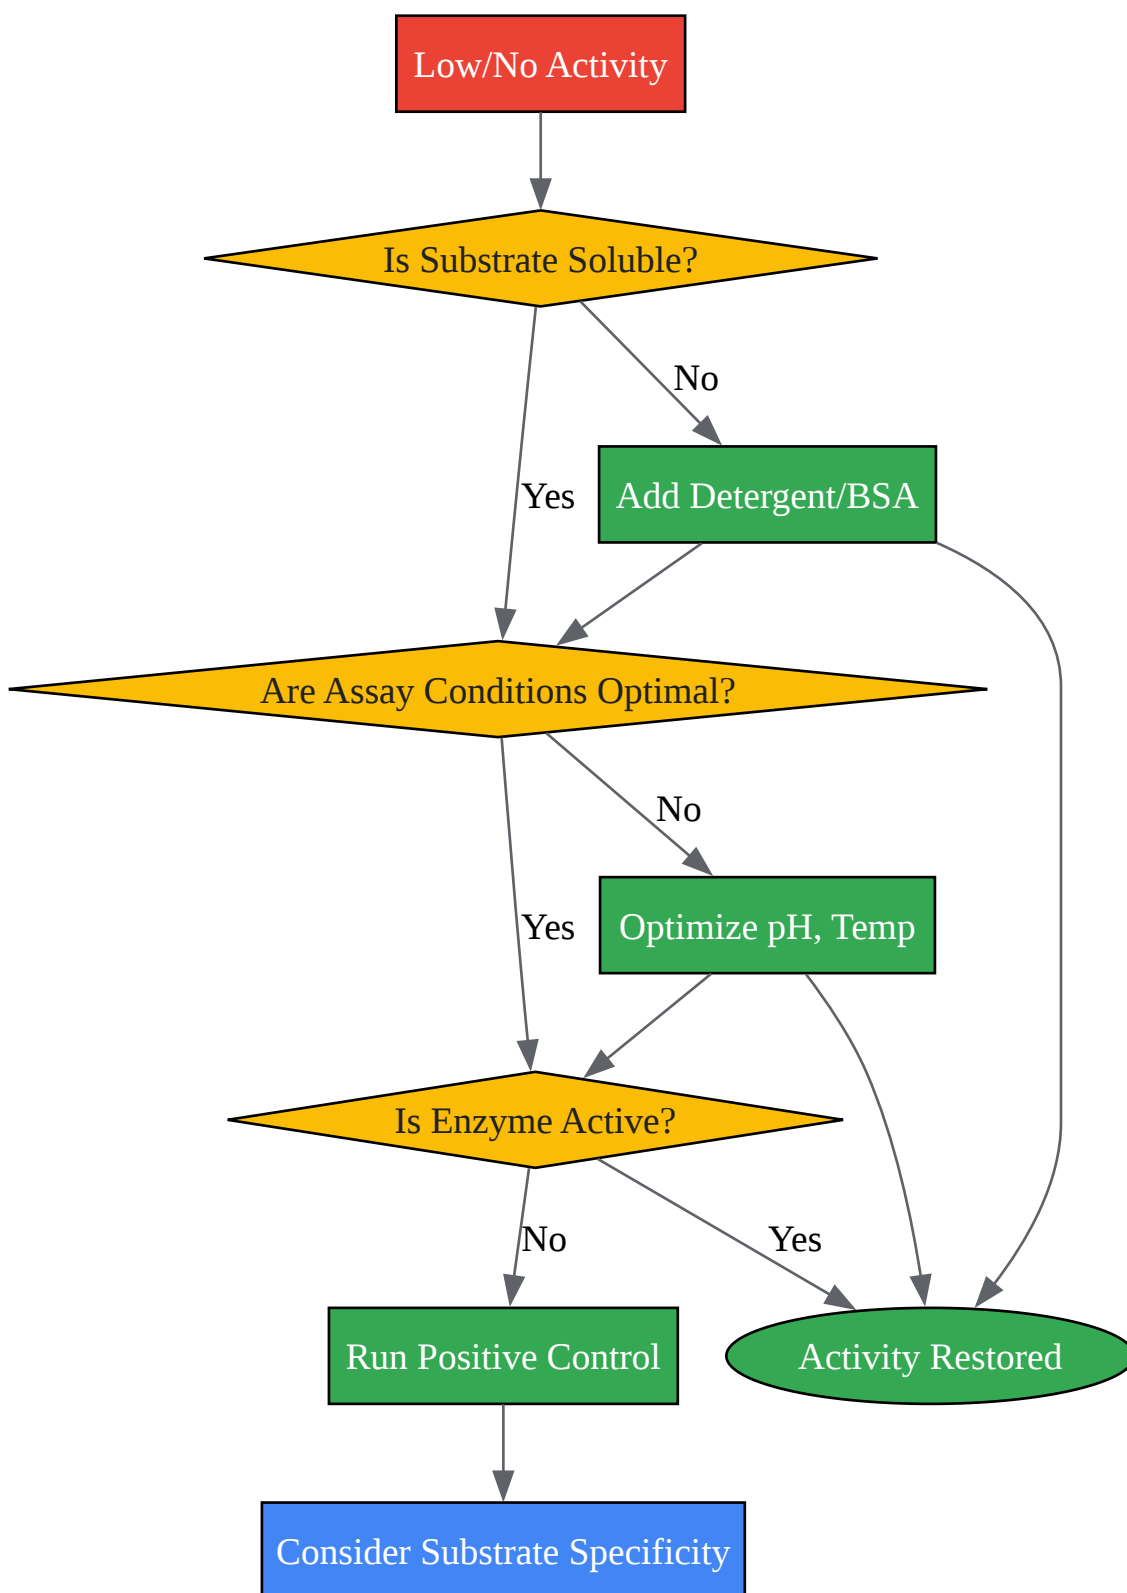 Low/No Activity
Is Substrate Soluble?
No
Yes
Add Detergent/BSA
Are Assay Conditions Optimal?
No
Yes
Optimize pH, Temp
Is Enzyme Active?
No
Yes
Run Positive Control
Activity Restored
Consider Substrate Specificity